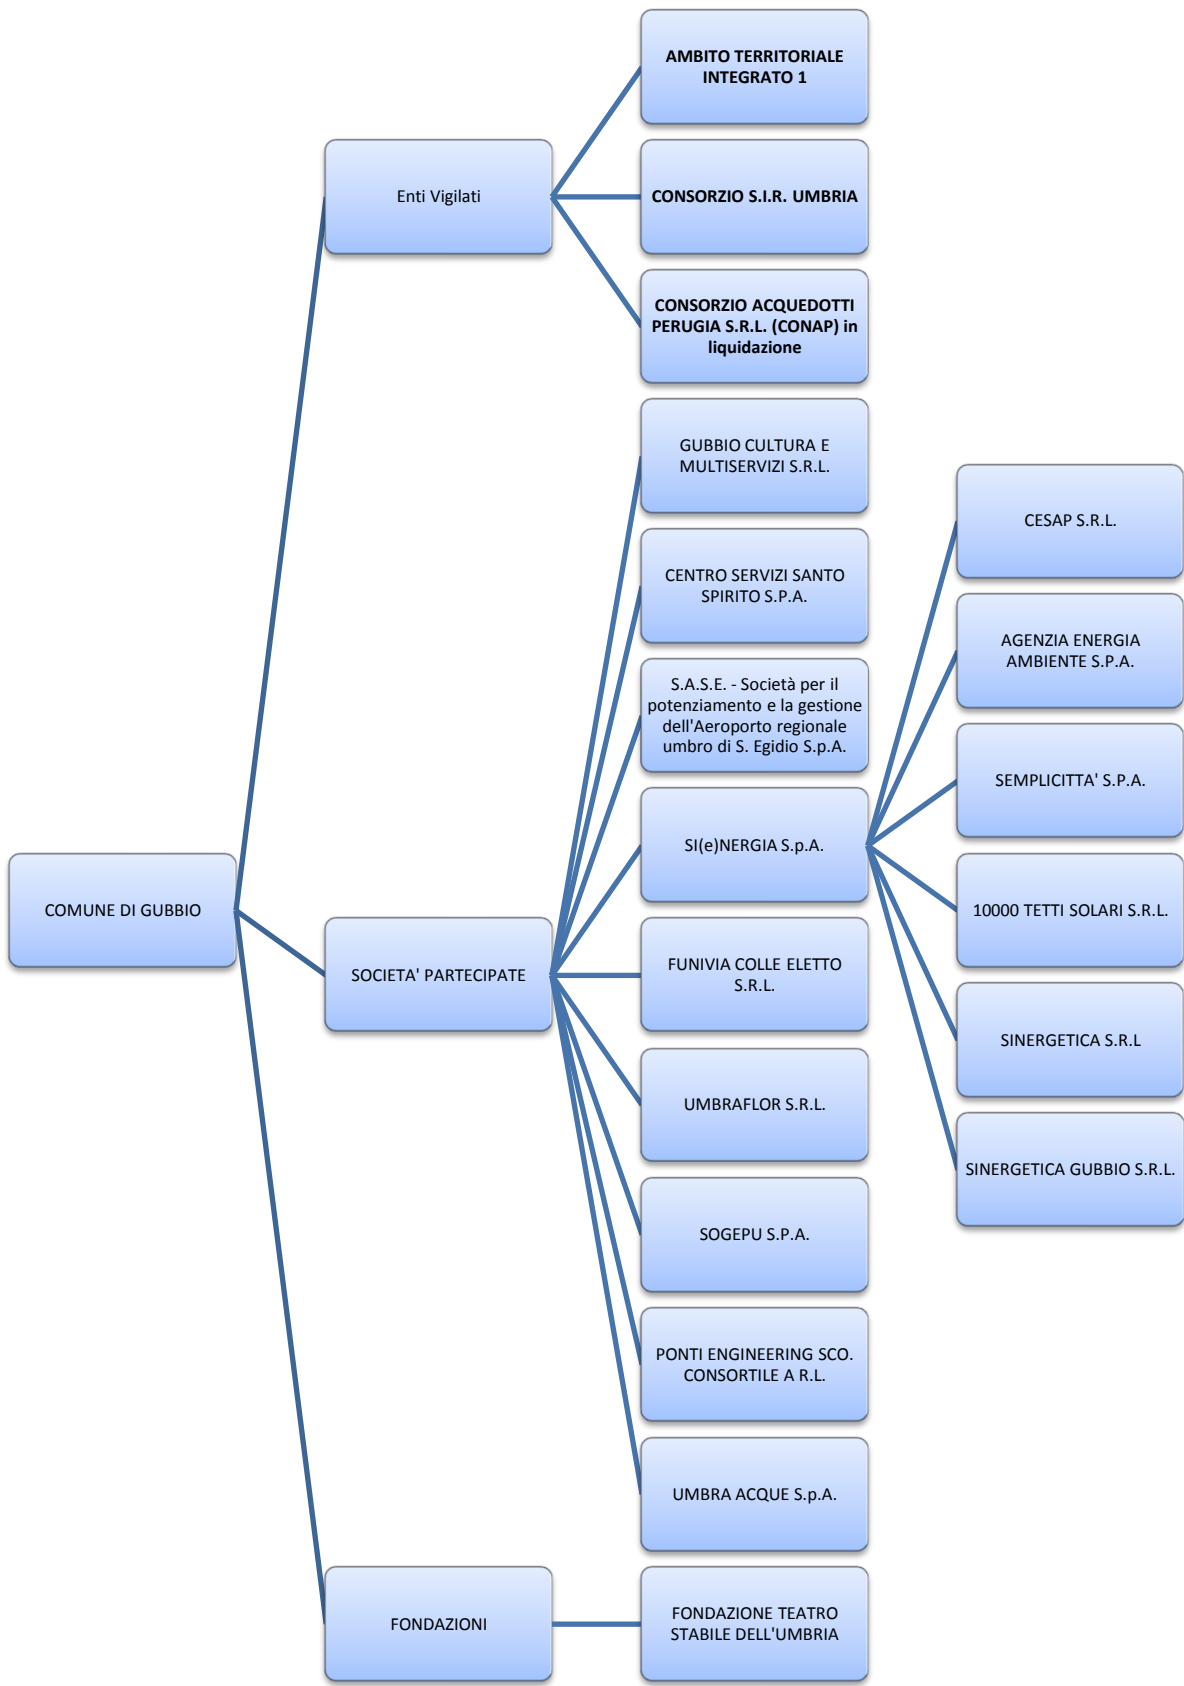 COMUNE DI GUBBIO
Enti Vigilati
AMBITO TERRITORIALE
INTEGRATO 1
CONSORZIO S.I.R. UMBRIA
CONSORZIO ACQUEDOTTI
PERUGIA S.R.L. (CONAP) in
liquidazione
SOCIETA' PARTECIPATE
GUBBIO CULTURA E
MULTISERVIZI S.R.L.
CENTRO SERVIZI SANTO
SPIRITO S.P.A.
S.A.S.E. - Società per il
potenziamento e la gestione
dell'Aeroporto regionale
umbro di S. Egidio S.p.A.
SI(e)NERGIA S.p.A.
CESAP S.R.L.
AGENZIA ENERGIA
AMBIENTE S.P.A.
SEMPLICITTA' S.P.A.
10000 TETTI SOLARI S.R.L.
SINERGETICA S.R.L
SINERGETICA GUBBIO S.R.L.
FUNIVIA COLLE ELETTO
S.R.L.
UMBRAFLOR S.R.L.
SOGEPU S.P.A.
PONTI ENGINEERING SCO.
CONSORTILE A R.L.
UMBRA ACQUE S.p.A.
FONDAZIONI
FONDAZIONE TEATRO
STABILE DELL'UMBRIA